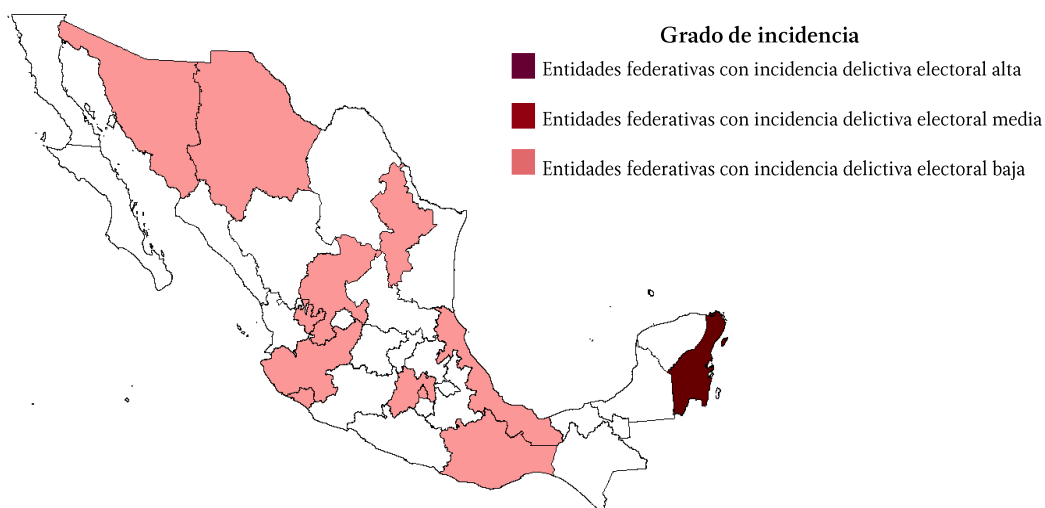 Grado de incidencia
Entidades federativas con incidencia delictiva electoral alta
Entidades federativas con incidencia delictiva electoral media
Entidades federativas con incidencia delictiva electoral baja